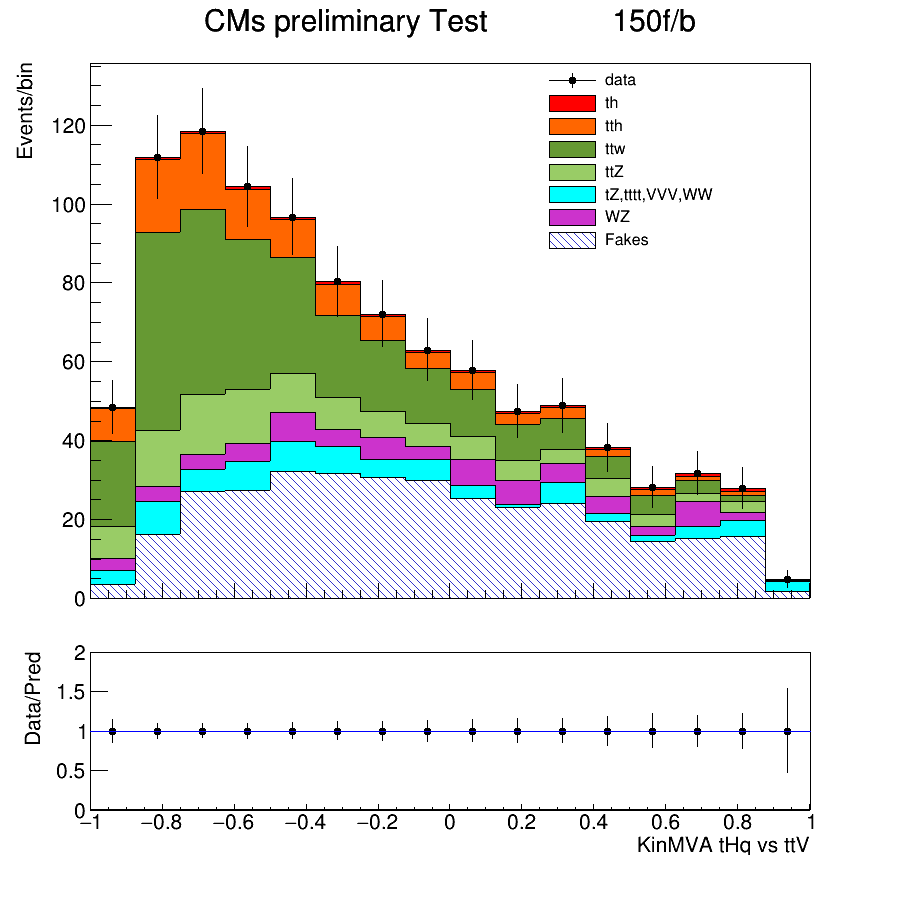 CMs preliminary Test 150f/b
Events/bin
120
100
80
60
40
20
0
data
th
tth
ttw
ttZ
tZ,tttt,VVV,WW
WZ
Fakes
Data/Pred
2
1.5
1
0.5
0
−1 −0.8 −0.6 −0.4 −0.2 0 0.2 0.4 0.6 0.8 1
KinMVA tHq vs ttV